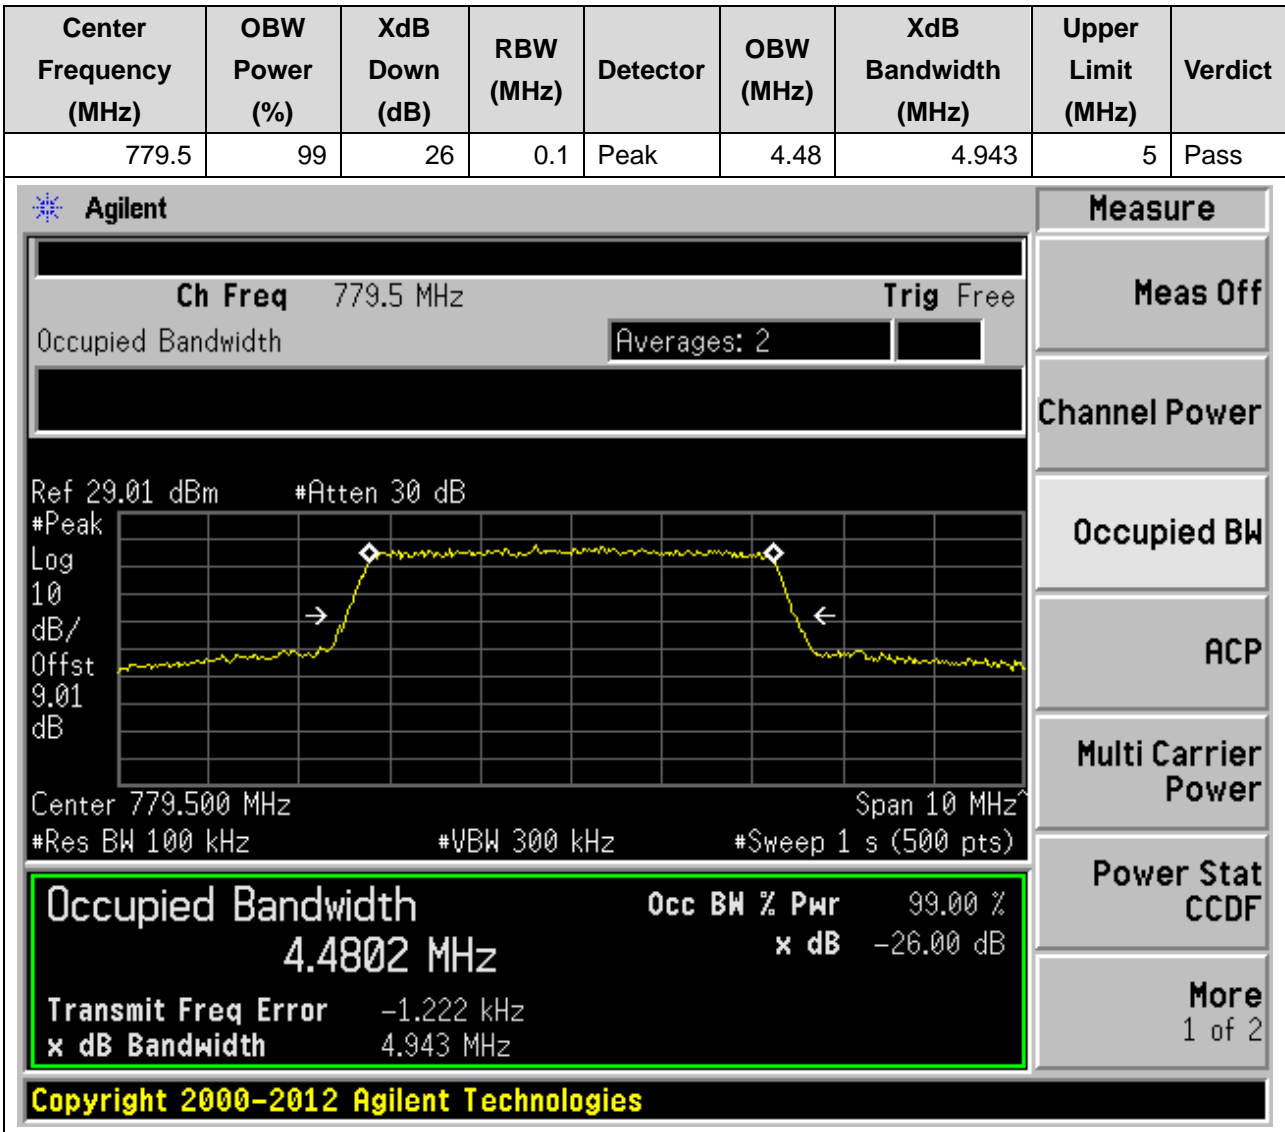 Center Frequency (MHz) OBW Power (%) XdB Down (dB) RBW (MHz) Detector OBW (MHz) XdB Bandwidth (MHz) Upper Limit (MHz) Verdict
779.5 99 26 0.1 Peak 4.48 4.943 5 Pass
Agilent
Measure
Ch Freq 779.5 MHz Trig Free
Meas Off
Occupied Bandwidth Averages: 2
Channel Power
Ref 29.01 dBm #Atten 30 dB
#Peak
Log
10
dB/
Offst
9.01
dB
Occupied BW
ACP
Multi Carrier
Power
Center 779.500 MHz Span 10 MHz^
#Res BW 100 kHz #VBW 300 kHz #Sweep 1 s (500 pts)
Power Stat
CCDF
Occupied Bandwidth Occ BW % Pwr 99.00 %
4.4802 MHz x dB -26.00 dB
Transmit Freq Error -1.222 kHz
x dB Bandwidth 4.943 MHz
More
1 of 2
Copyright 2000-2012 Agilent Technologies